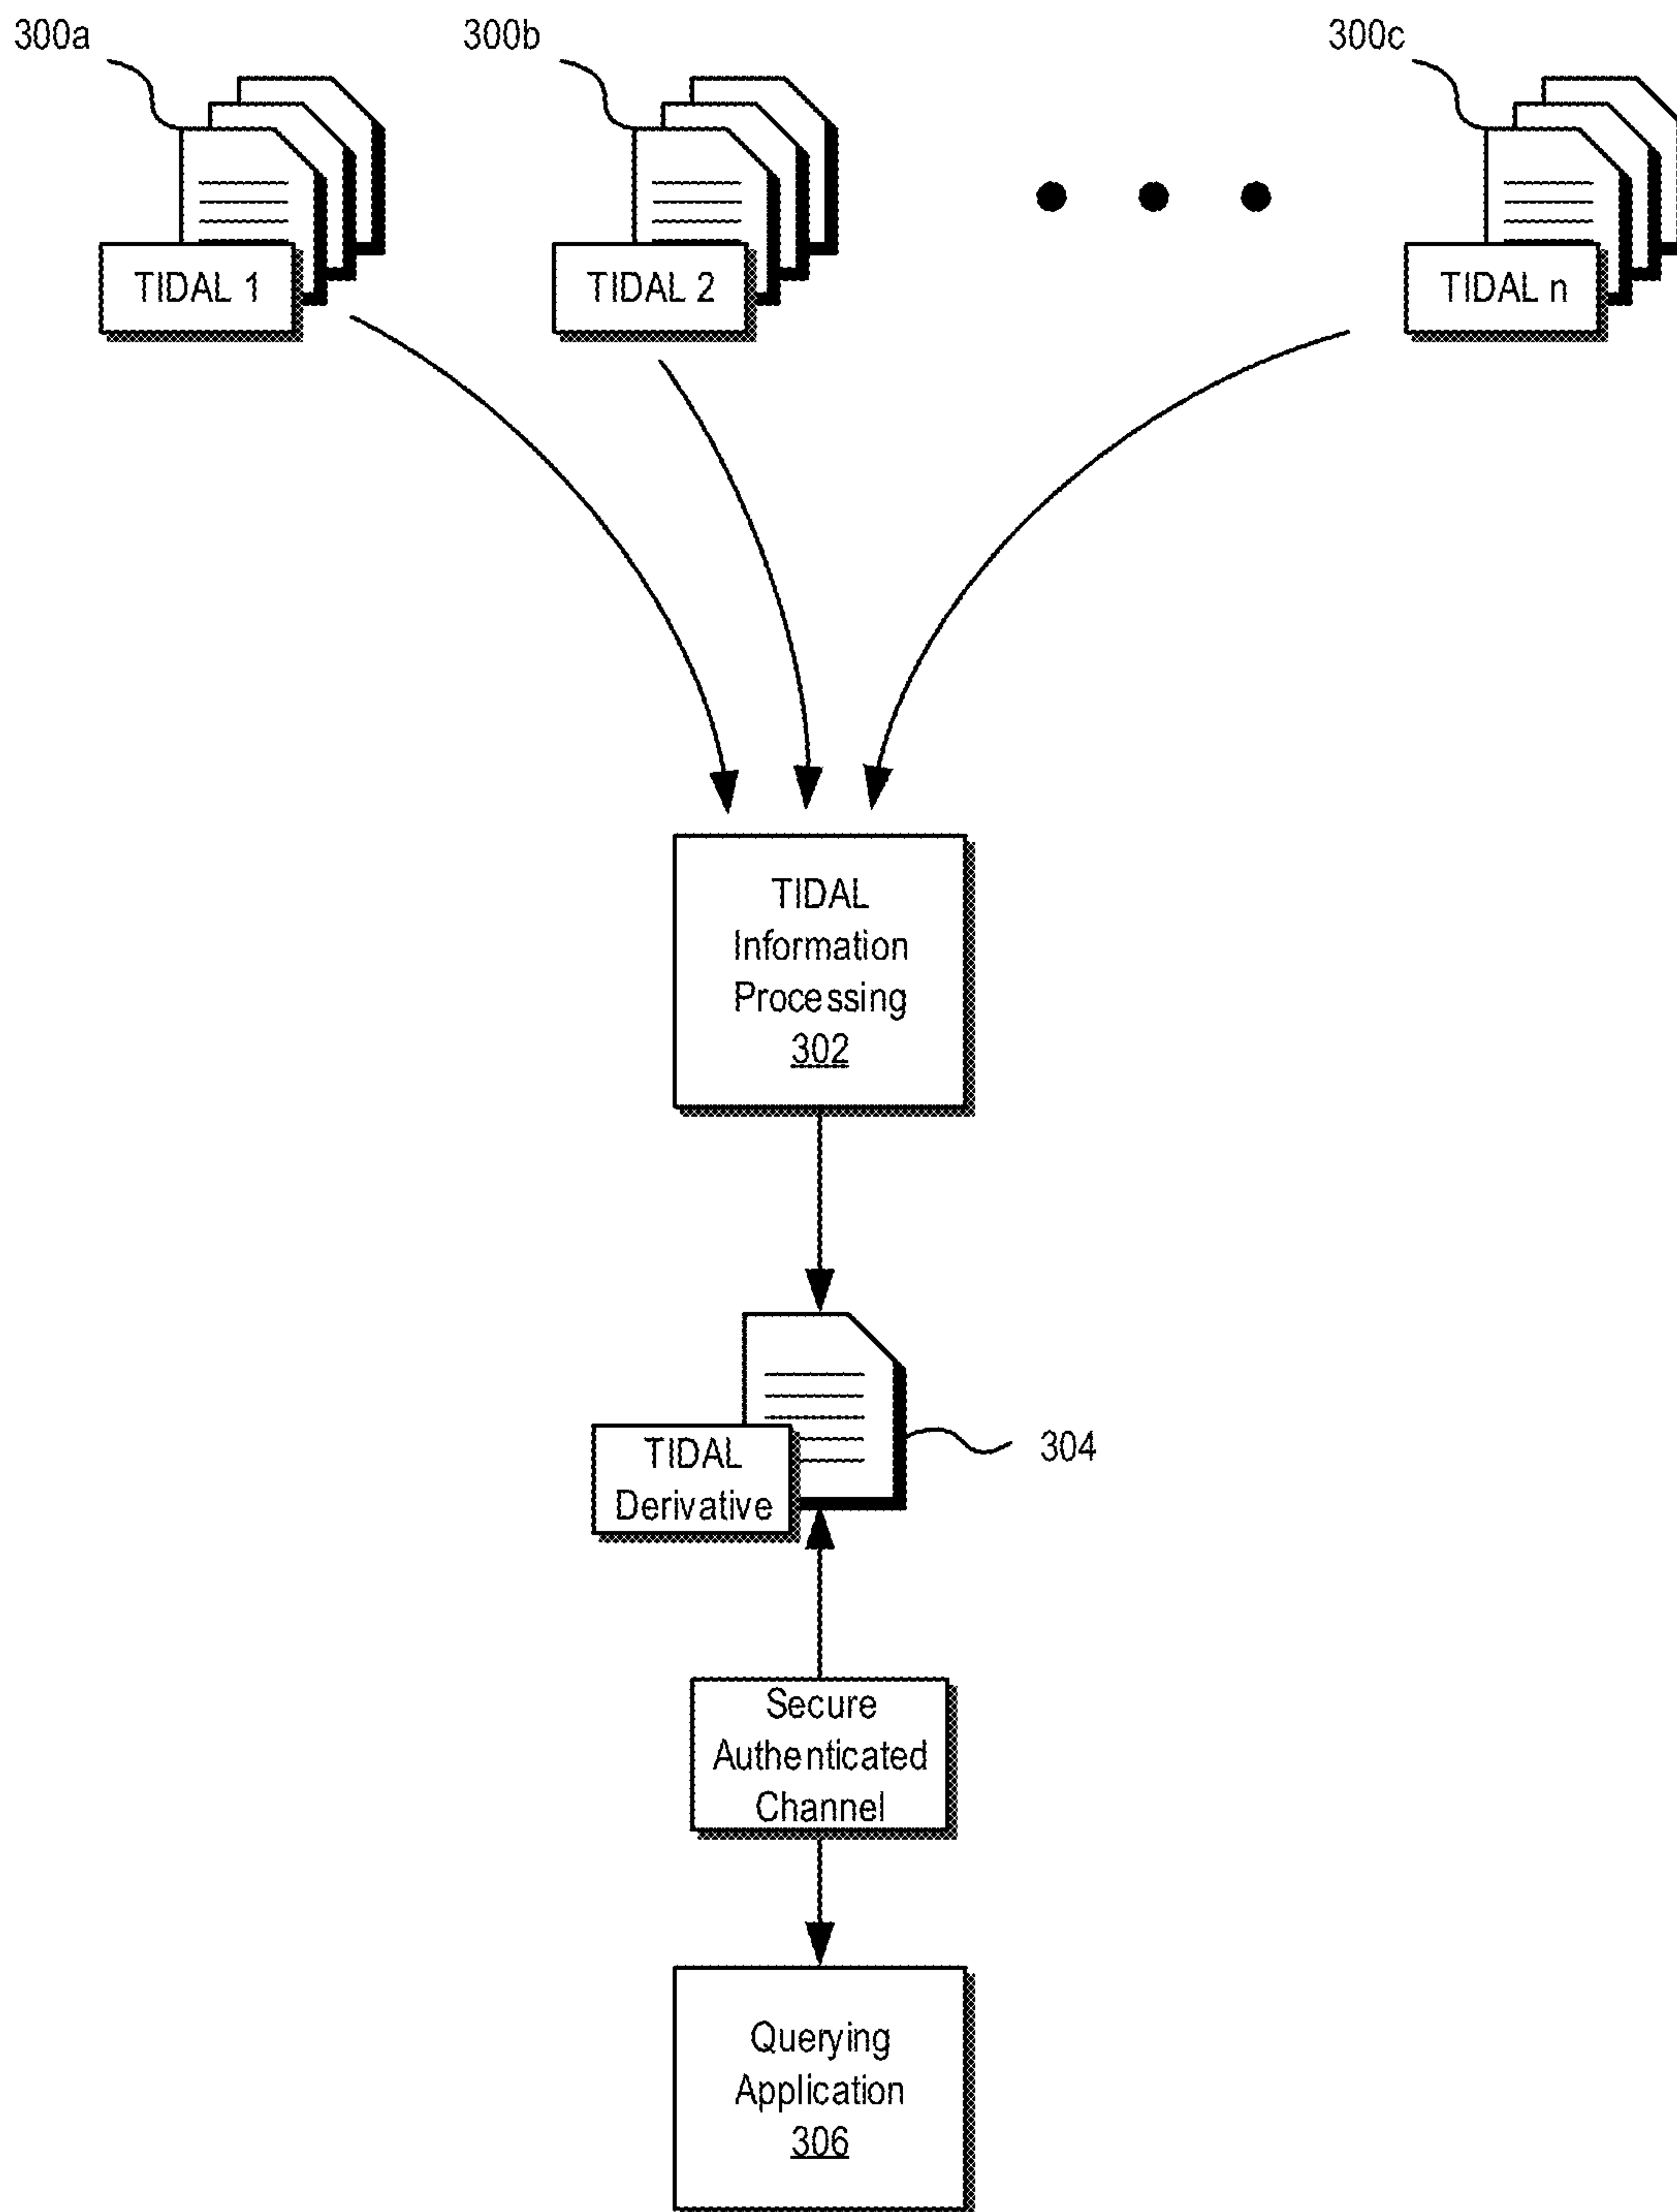 300a
300b
300c
TIDAL 1
TIDAL 2
TIDAL n
TIDAL
Information
Processing
302
TIDAL
Derivative
304
Secure
Authenticated
Channel
Querying
Application
306